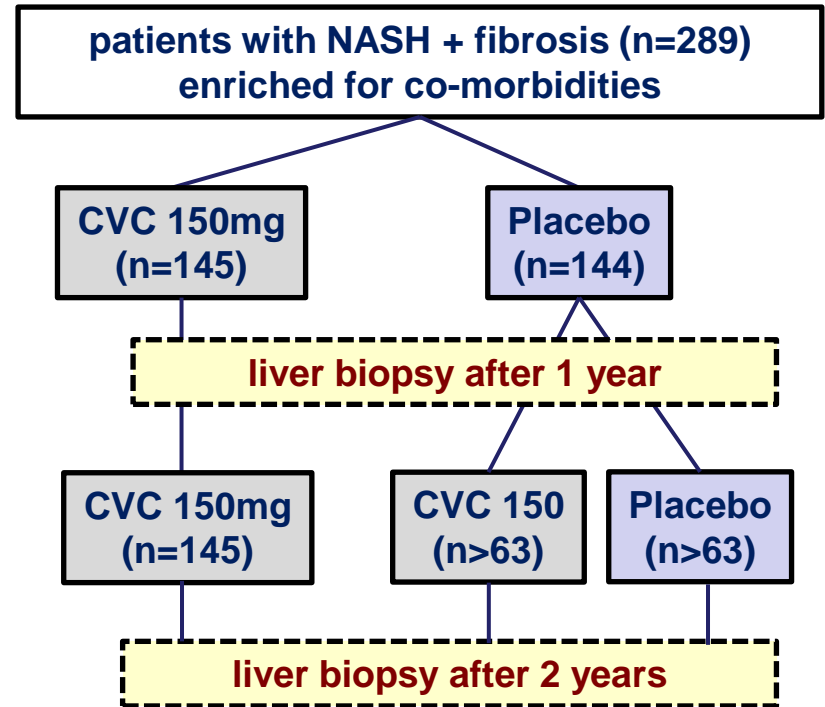 patients with NASH + fibrosis (n=289)
enriched for co-morbidities
CVC 150mg
(n=145)
Placebo
(n=144)
liver biopsy after 1 year
CVC 150mg
(n=145)
CVC 150
(n>63)
Placebo
(n>63)
liver biopsy after 2 years